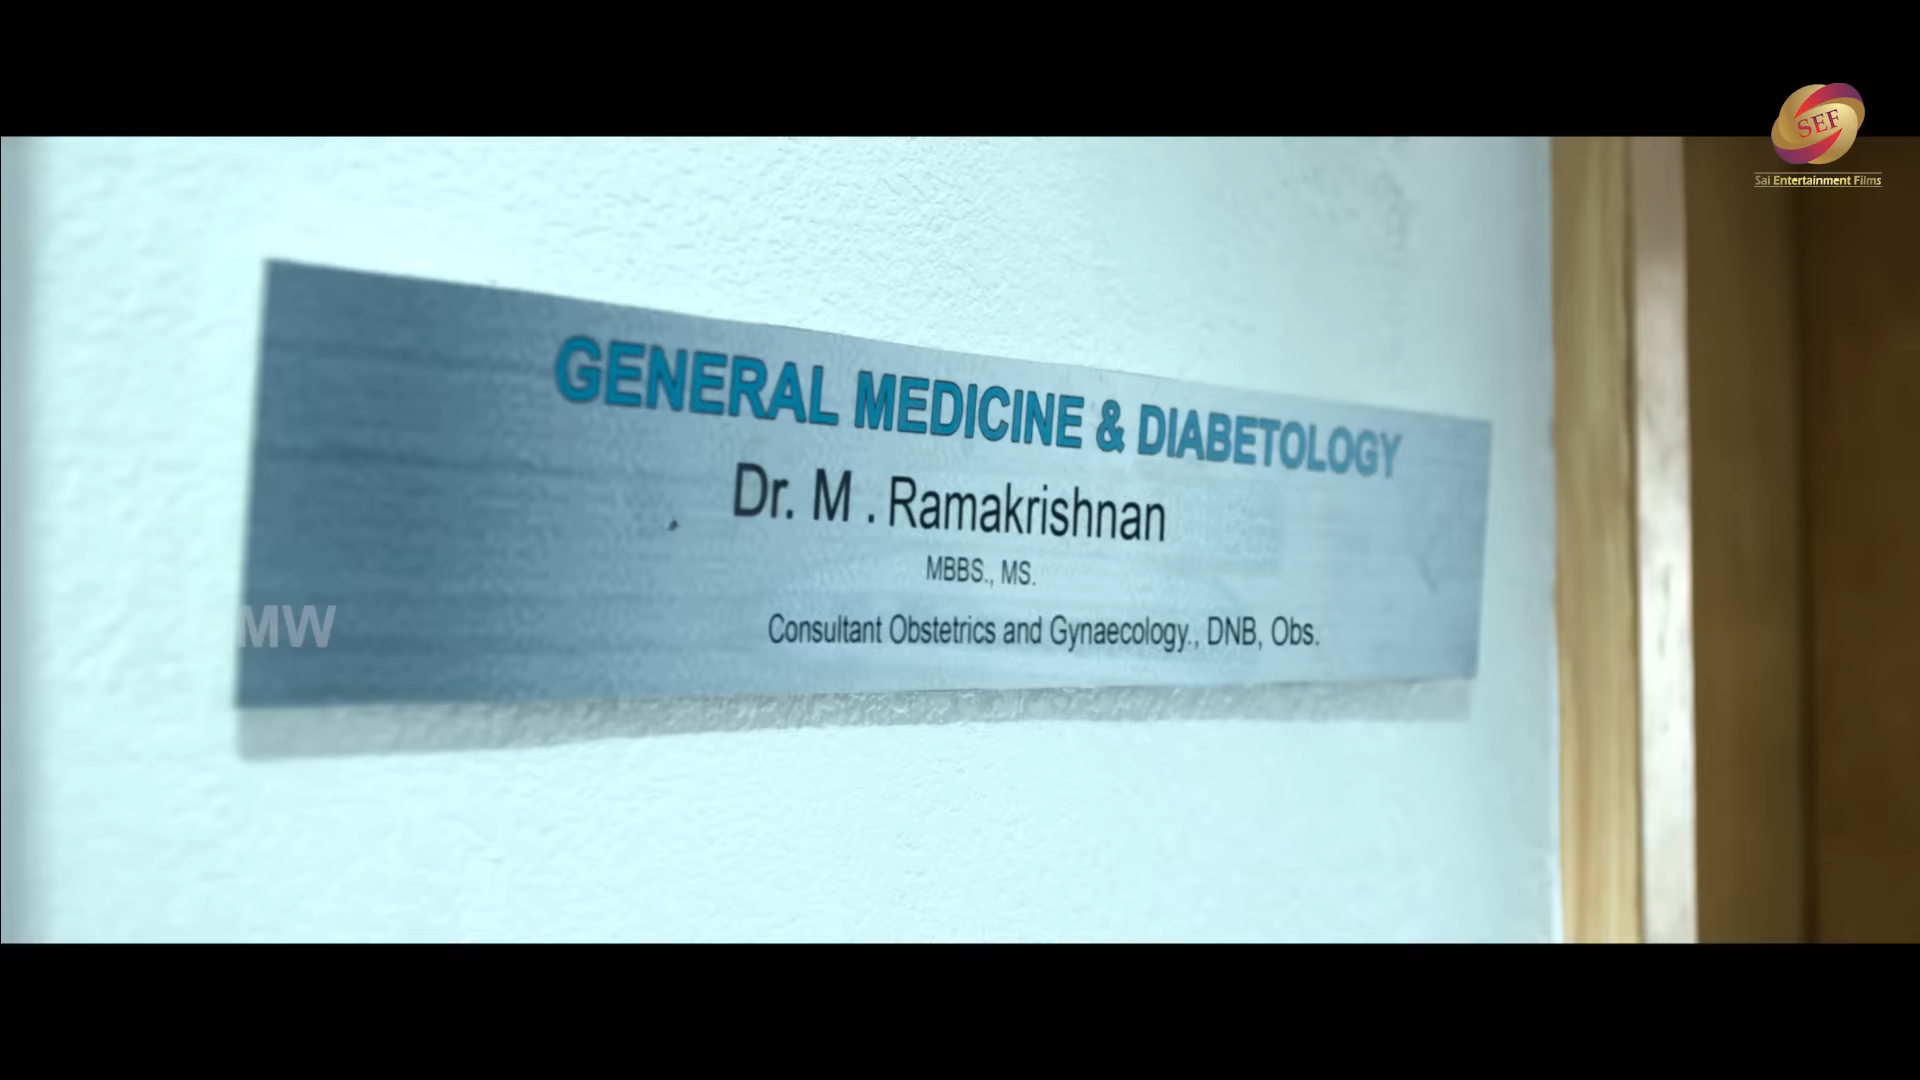 SEF
Sai Entertainment Films
GENERAL MEDICINE & DIABETOLOGY
Dr. M . Ramakrishnan
MBBS., MS.
Consultant Obstetrics and Gynaecology., DNB, Obs.
MW